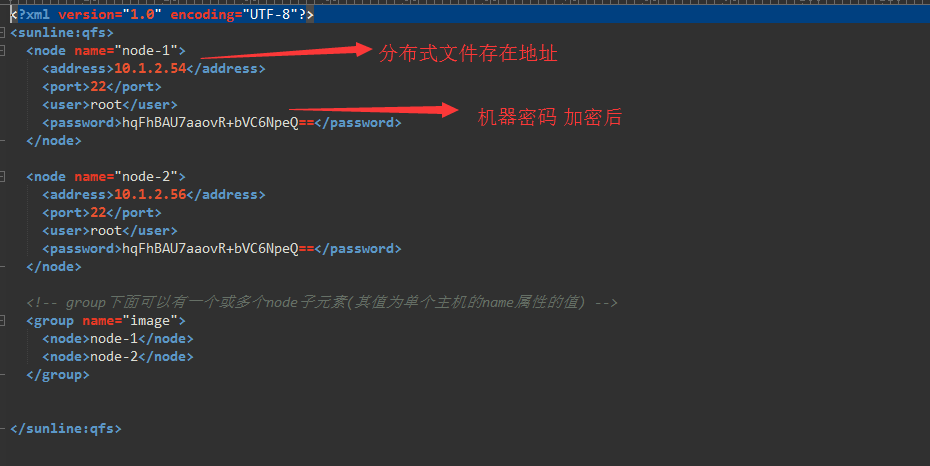 <?xml version="1.0" encoding="UTF-8"?>
<sunline:qfs>
<node name="node-1">
分布式文件存在地址
<address>10.1.2.54</address>
<port>22</port>
<user>root</user>
机器密码 加密后
<password>hqFhBAU7aaovR+bVC6NpeQ==</password>
</node>
<node name="node-2">
<address>10.1.2.56</address>
<port>22</port>
<user>root</user>
<password>hqFhBAU7aaovR+bVC6NpeQ==</password>
</node>
<!-- group下面可以有一个或多个node子元素(其值为单个主机的name属性的值) -->
<group name="image">
<node>node-1</node>
<node>node-2</node>
</group>
</sunline:qfs>